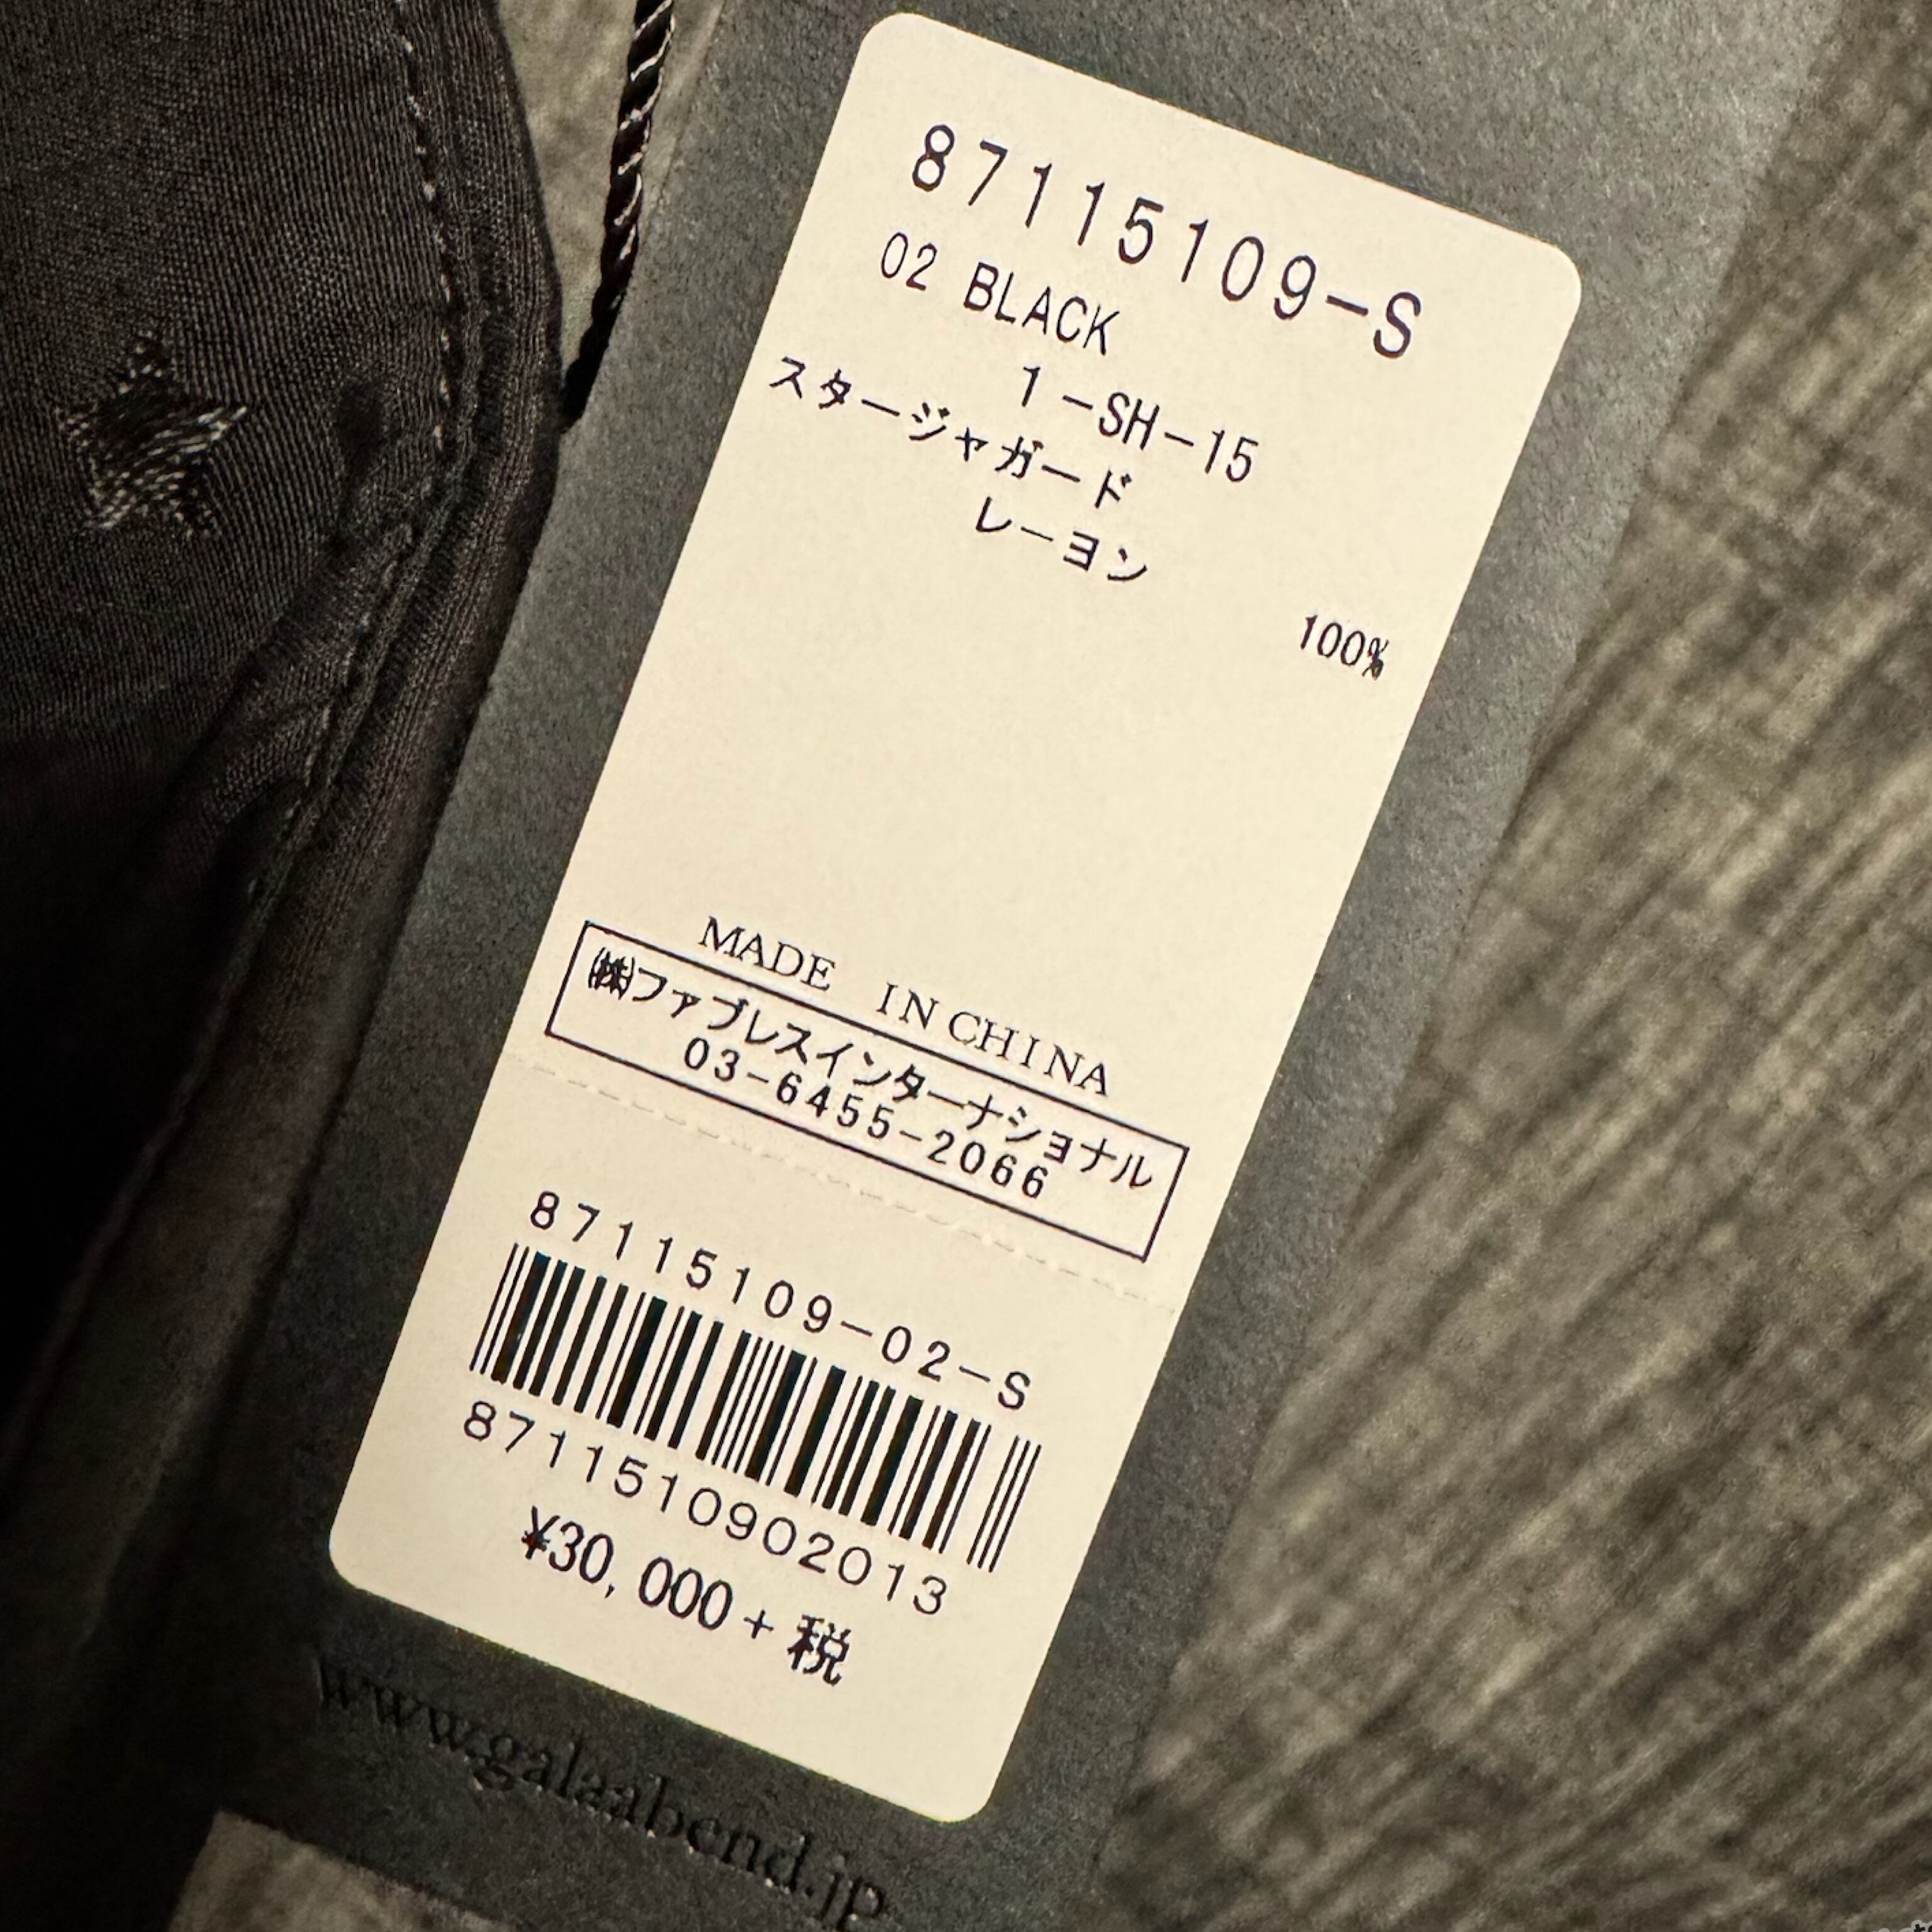 87115109-S
02 BLACK
1-SH-15
スタージャガード
レーヨン
100%
MADE IN CHINA
㈱ファブレスインターナショナル
03-6455-2066
87115109-02-S
8711510902013
¥30,000+税
www.galaabend.jp